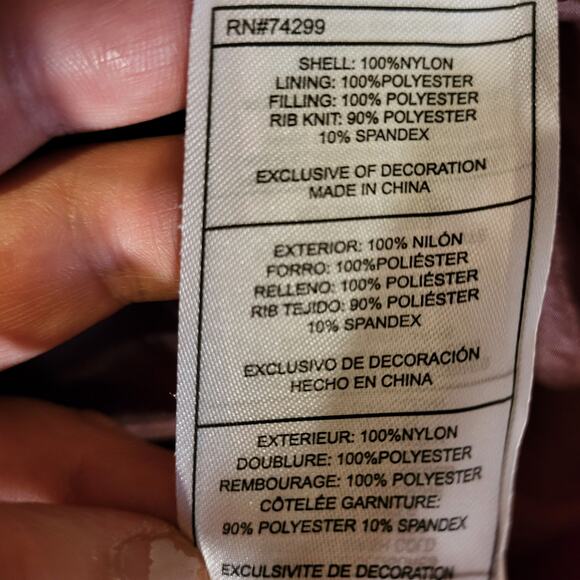 RN#74299
SHELL: 100%NYLON
LINING: 100%POLYESTER
FILLING: 100% POLYESTER
RIB KNIT: 90% POLYESTER
10% SPANDEX
EXCLUSIVE OF DECORATION
MADE IN CHINA
EXTERIOR: 100% NILÓN
FORRO: 100%POLIÉSTER
RELLENO: 100% POLIÉSTER
RIB TEJIDO: 90% POLIÉSTER
10% SPANDEX
EXCLUSIVO DE DECORACIÓN
HECHO EN CHINA
EXTERIEUR: 100%NYLON
DOUBLURE: 100%POLYESTER
REMBOURAGE: 100% POLYESTER
CÔTELÉE GARNITURE:
90% POLYESTER 10% SPANDEX
EXCULSIVITE DE DECORATION